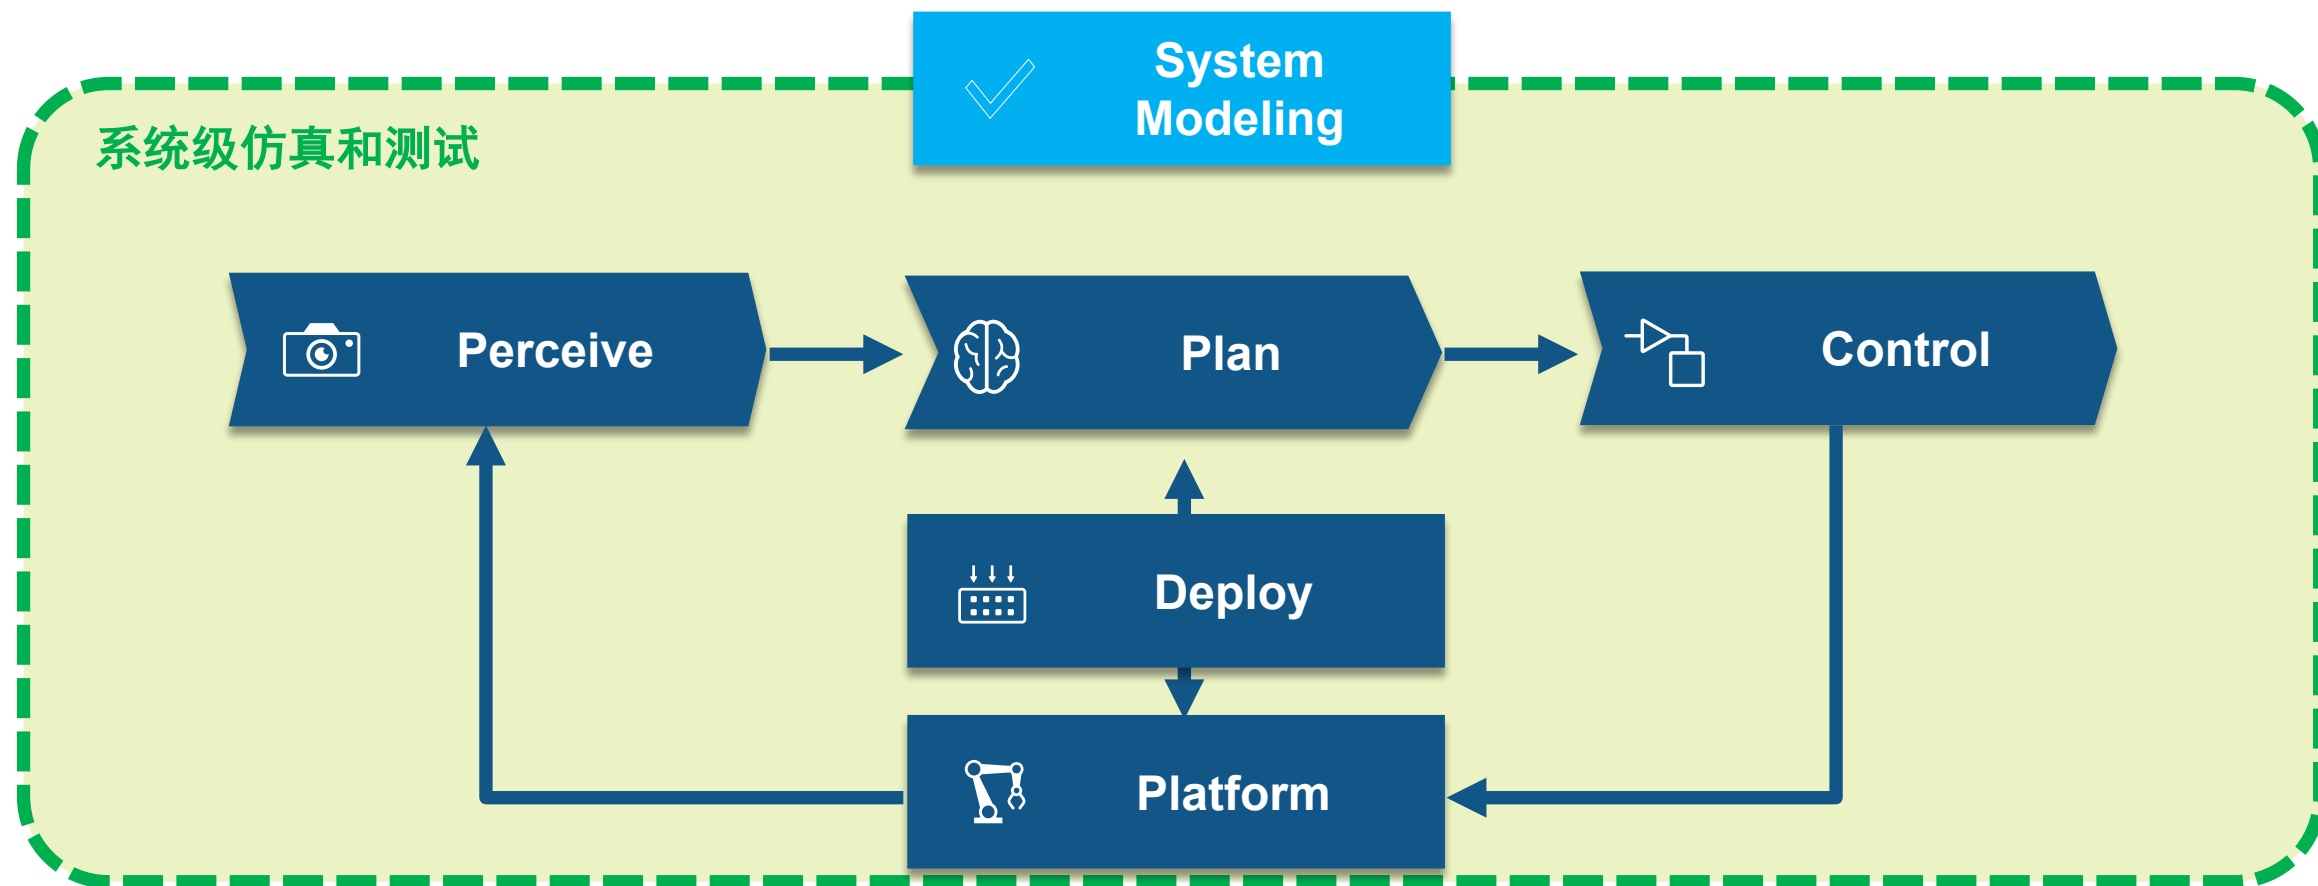 System
Modeling
系统级仿真和测试
Perceive
Plan
Control
Deploy
Platform